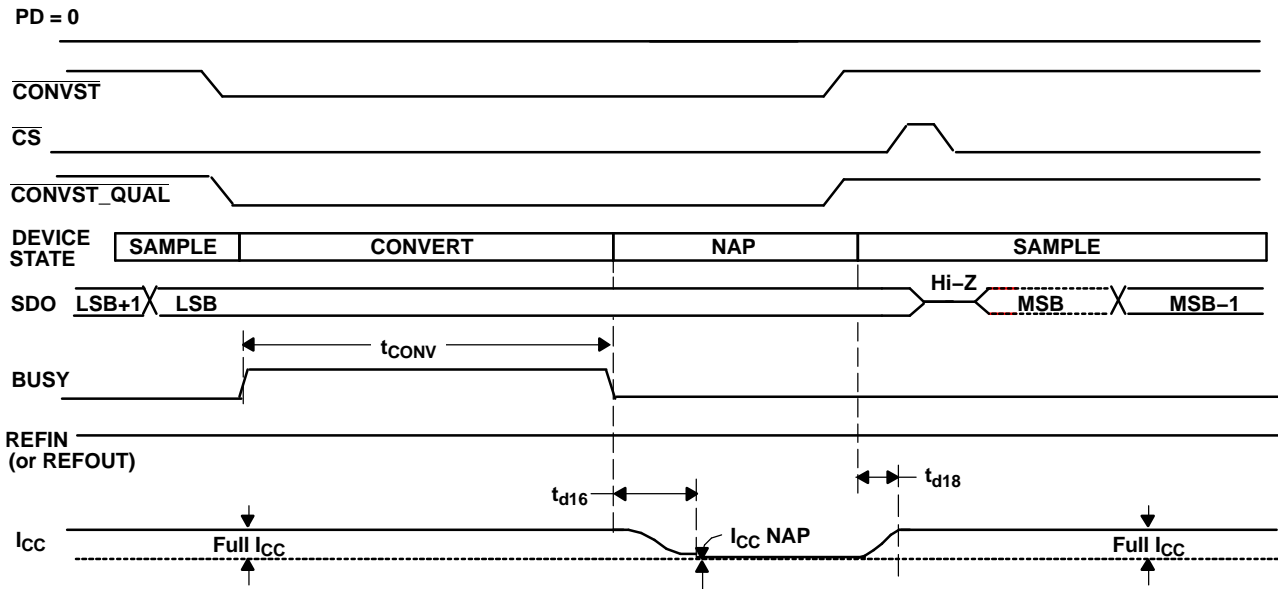 PD = 0
CONVST
CS
CONVST_QUAL
DEVICE STATE
SAMPLE
CONVERT
NAP
SAMPLE
SDO
LSB+1
LSB
Hi–Z
MSB
MSB–1
tCONV
BUSY
REFIN
(or REFOUT)
td16
td18
ICC
Full ICC
ICC NAP
Full ICC